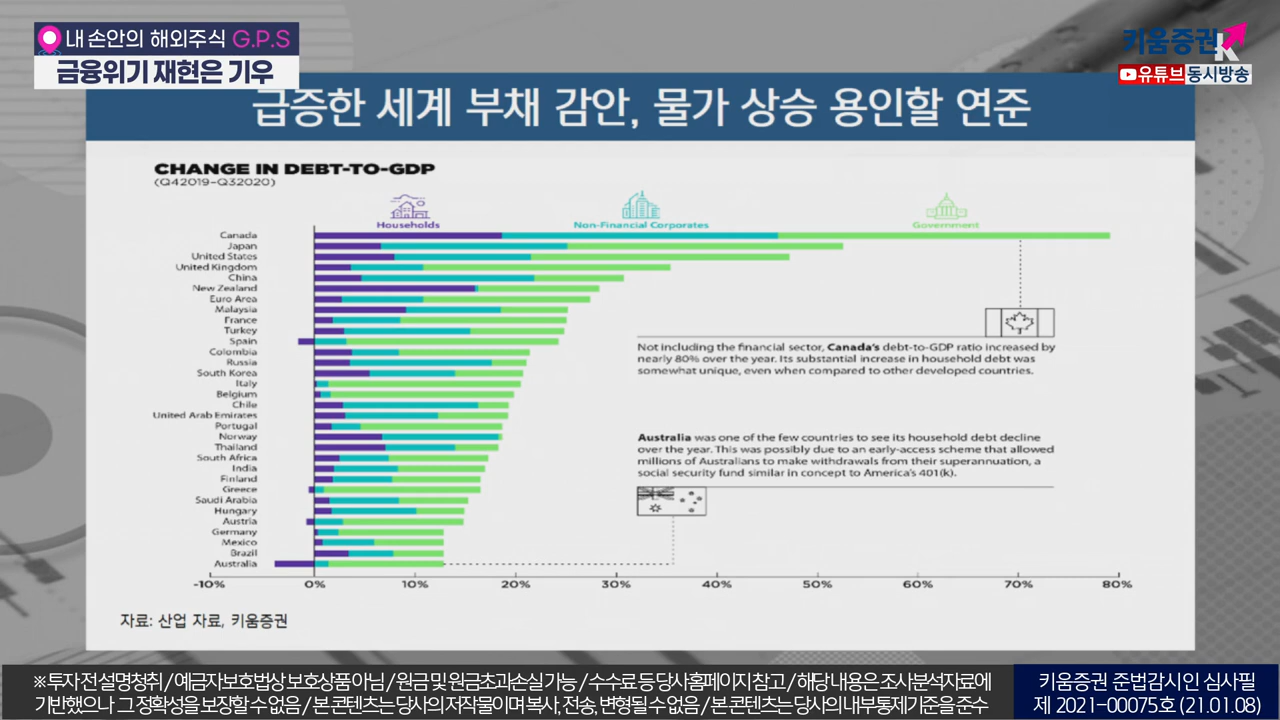 내 손안의 해외주식 G.P.S
금융위기 재현은 기우
키움증권
유튜브 동시방송
급증한 세계 부채 감안, 물가 상승 용인할 연준
CHANGE IN DEBT-TO-GDP
(Q42019–Q32020)
Households
Non-Financial Corporates
Government
Canada
Japan
United States
United Kingdom
China
New Zealand
Euro Area
Malaysia
France
Turkey
Spain
Colombia
Russia
South Korea
Italy
Belgium
Chile
United Arab Emirates
Portugal
Norway
Thailand
South Africa
India
Finland
Greece
Saudi Arabia
Hungary
Austria
Germany
Mexico
Brazil
Australia
Not including the financial sector, Canada's debt-to-GDP ratio increased by
nearly 80% over the year. Its substantial increase in household debt was
somewhat unique, even when compared to other developed countries.
Australia was one of the few countries to see its household debt decline
over the year. This was possibly due to an early-access scheme that allowed
millions of Australians to make withdrawals from their superannuation, a
social security fund similar in concept to America's 401(k).
-10% 0% 10% 20% 30% 40% 50% 60% 70% 80%
자료: 산업 자료, 키움증권
※ 투자 전 설명청취 / 예금자보호법상 보호상품 아님 / 원금 및 원금초과손실 가능 / 수수료 등 당사홈페이지 참고 / 해당 내용은 조사분석자료에
기반했으나 그 정확성을 보장할 수 없음 / 본 콘텐츠는 당사의 저작물이며 복사, 전송, 변형될 수 없음 / 본 콘텐츠는 당사의 내부통제기준을 준수
키움증권 준법감시인 심사필
제 2021-00075호 (21.01.08)